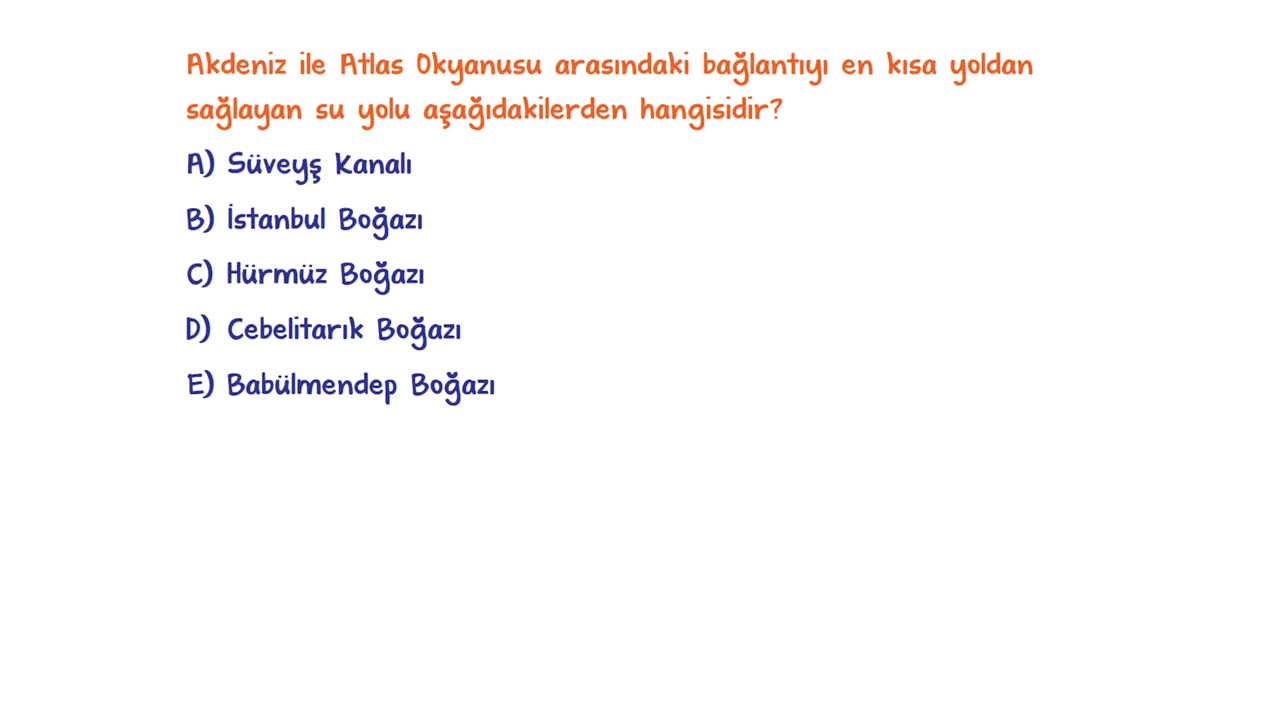 Akdeniz ile Atlas Okyanusu arasındaki bağlantıyı en kısa yoldan
sağlayan su yolu aşağıdakilerden hangisidir?
A) Süveyş Kanalı
B) İstanbul Boğazı
C) Hürmüz Boğazı
D) Cebelitarık Boğazı
E) Babülmendep Boğazı